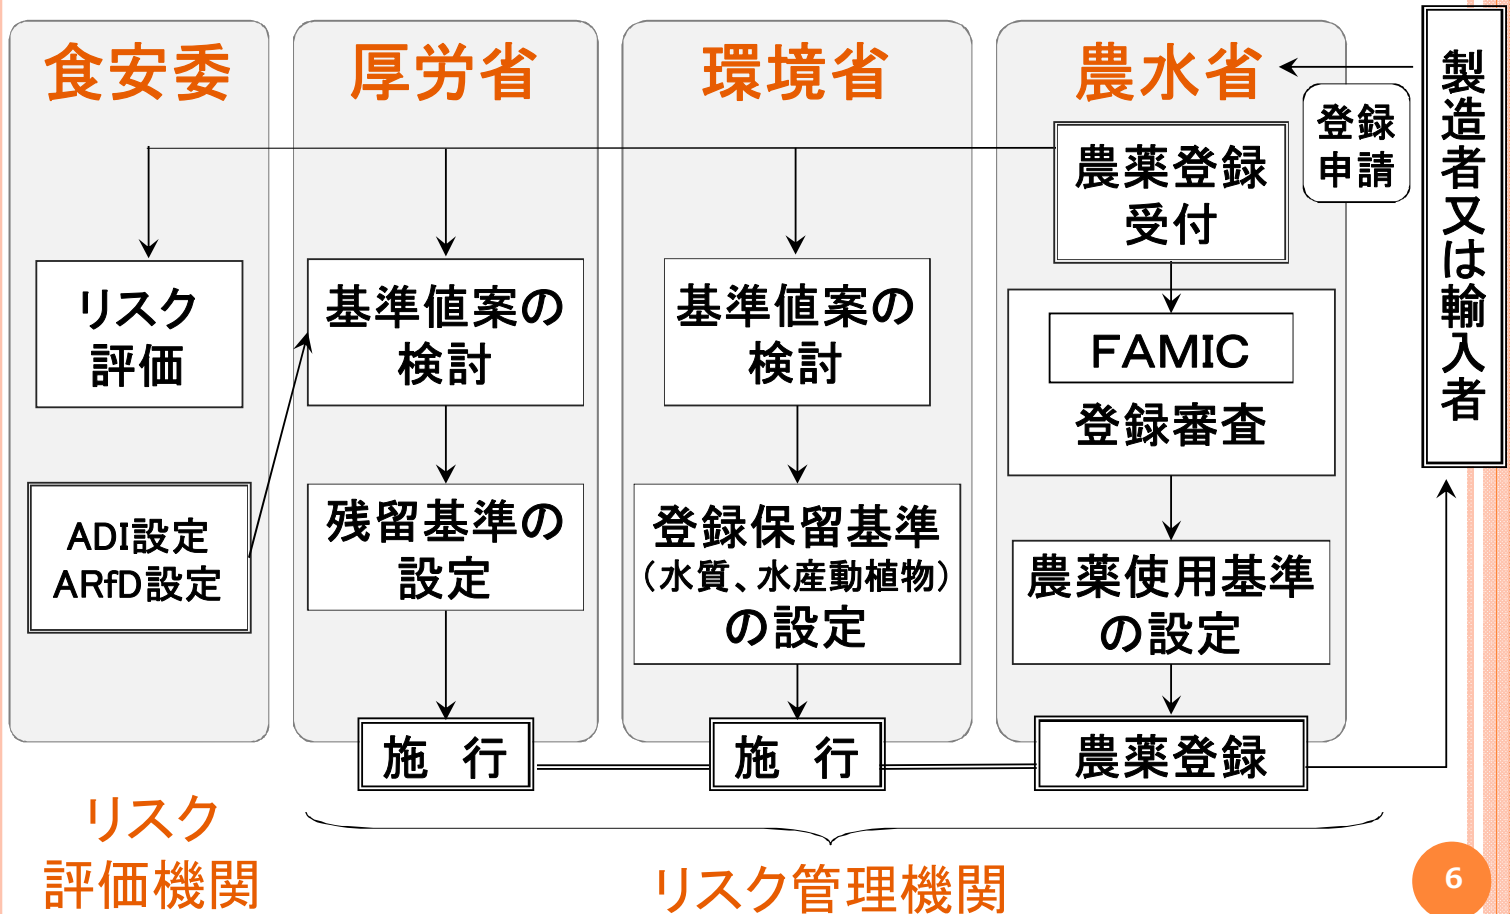 食安委
リスク
評価
ADI設定
ARfD設定
厚労省
基準値案の
検討
残留基準の
設定
施　行
環境省
基準値案の
検討
登録保留基準
（水質、水産動植物）
の設定
施　行
農水省
農薬登録
受付
FAMIC
登録審査
農薬使用基準
の設定
農薬登録
登録
申請
製造者又は輸入者
リスク
評価機関
リスク管理機関
6